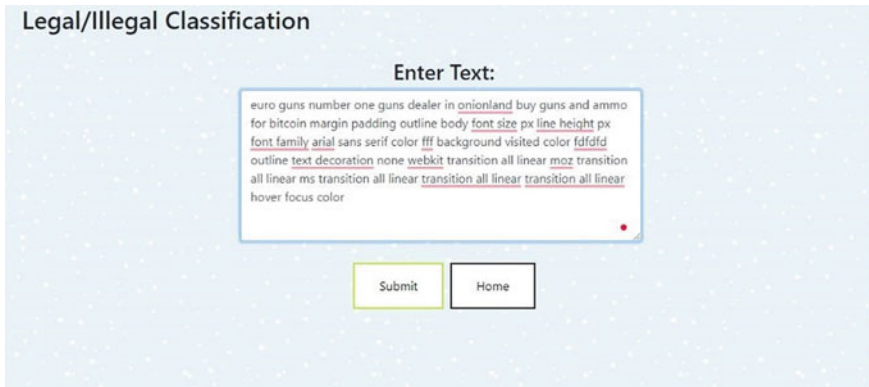 Legal/Illegal Classification
Enter Text:
euro guns number one guns dealer in onionland buy guns and ammo
for bitcoin margin padding outline body font size px line height px
font family arial sans serif color fff background visited color fdfdfd
outline text decoration none webkit transition all linear moz transition
all linear ms transition all linear transition all linear transition all linear
hover focus color
Submit Home